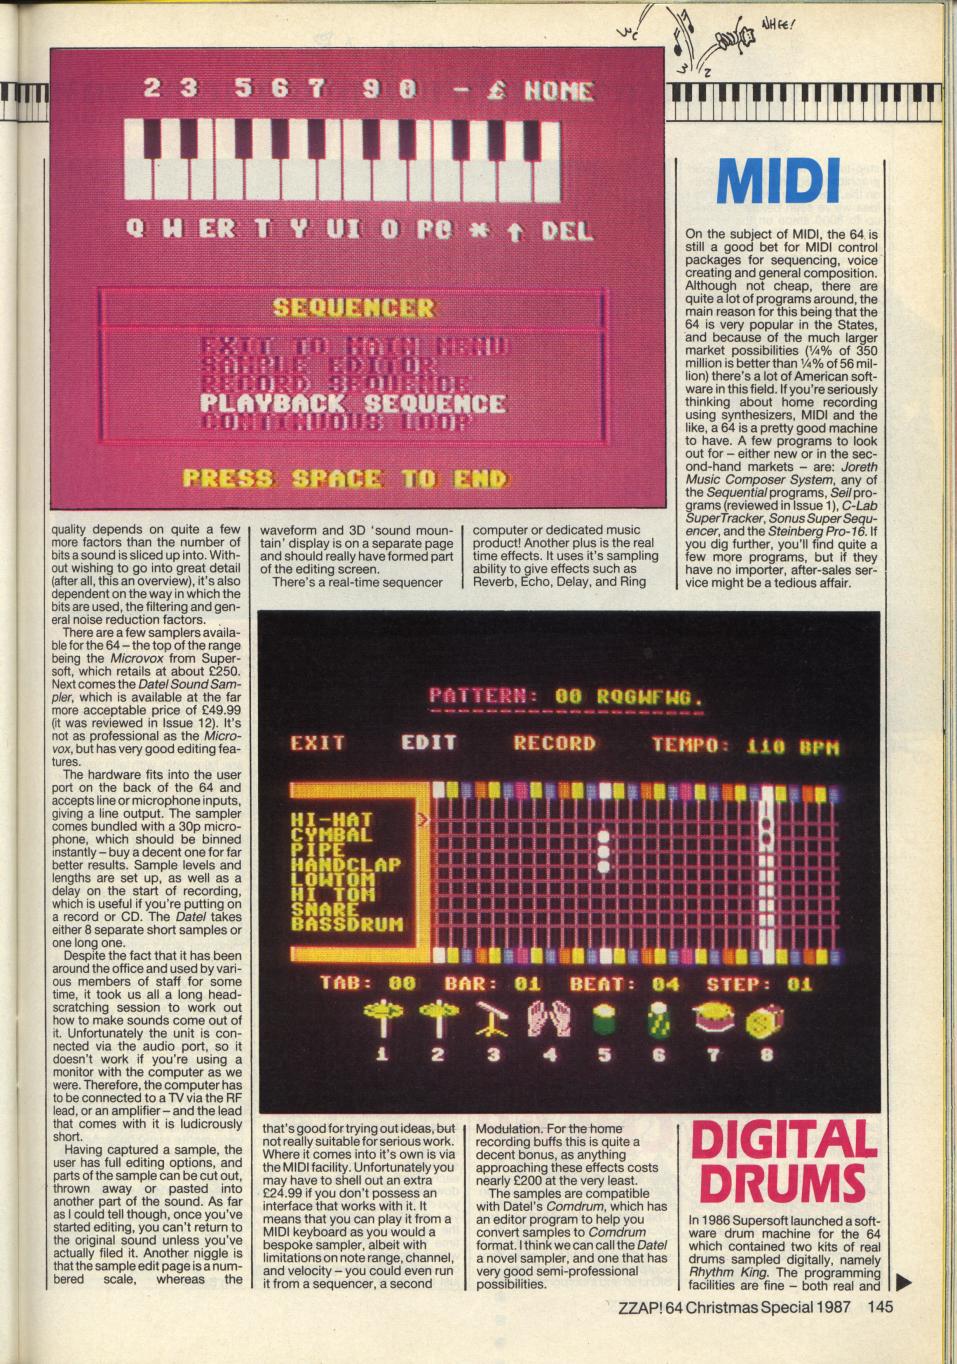 NHEE!
2 3 5 6 7 9 0 - £ HOME
Q W E R T Y U I O P @ * ↑ DEL
SEQUENCER
EXIT TO MAIN MENU
SAMPLE EDITOR
RECORD SEQUENCE
PLAYBACK SEQUENCE
CONTINUOUS LOOP
PRESS SPACE TO END
quality depends on quite a few
more factors than the number of
bits a sound is sliced up into. With-
out wishing to go into great detail
(after all, this an overview), it's also
dependent on the way in which the
bits are used, the filtering and gen-
eral noise reduction factors.
There are a few samplers availa-
ble for the 64 – the top of the range
being the Microvox from Super-
soft, which retails at about £250.
Next comes the Datel Sound Sam-
pler, which is available at the far
more acceptable price of £49.99
(it was reviewed in Issue 12). It's
not as professional as the Micro-
vox, but has very good editing fea-
tures.
The hardware fits into the user
port on the back of the 64 and
accepts line or microphone inputs,
giving a line output. The sampler
comes bundled with a 30p micro-
phone, which should be binned
instantly – buy a decent one for far
better results. Sample levels and
lengths are set up, as well as a
delay on the start of recording,
which is useful if you're putting on
a record or CD. The Datel takes
either 8 separate short samples or
one long one.
Despite the fact that it has been
around the office and used by vari-
ous members of staff for some
time, it took us all a long head-
scratching session to work out
how to make sounds come out of
it. Unfortunately the unit is con-
nected via the audio port, so it
doesn't work if you're using a
monitor with the computer as we
were. Therefore, the computer has
to be connected to a TV via the RF
lead, or an amplifier – and the lead
that comes with it is ludicrously
short.
Having captured a sample, the
user has full editing options, and
parts of the sample can be cut out,
thrown away or pasted into
another part of the sound. As far
as I could tell though, once you've
started editing, you can't return to
the original sound unless you've
actually filed it. Another niggle is
that the sample edit page is a num-
bered scale, whereas the
waveform and 3D 'sound moun-
tain' display is on a separate page
and should really have formed part
of the editing screen.
There's a real-time sequencer
that's good for trying out ideas, but
not really suitable for serious work.
Where it comes into it's own is via
the MIDI facility. Unfortunately you
may have to shell out an extra
£24.99 if you don't possess an
interface that works with it. It
means that you can play it from a
MIDI keyboard as you would a
bespoke sampler, albeit with
limitations on note range, channel,
and velocity – you could even run
it from a sequencer, a second
computer or dedicated music
product! Another plus is the real
time effects. It uses it's sampling
ability to give effects such as
Reverb, Echo, Delay, and Ring
Modulation. For the home
recording buffs this is quite a
decent bonus, as anything
approaching these effects costs
nearly £200 at the very least.
The samples are compatible
with Datel's Comdrum, which has
an editor program to help you
convert samples to Comdrum
format. I think we can call the Datel
a novel sampler, and one that has
very good semi-professional
possibilities.
PATTERN: 00 RQGWFWG.
EXIT EDIT RECORD TEMPO: 110 BPM
HI-HAT
CYMBAL
PIPE
HANDCLAP
LOWTOM
HI TOM
SNARE
BASSDRUM
TAB: 00 BAR: 01 BEAT: 04 STEP: 01
1 2 3 4 5 6 7 8
MIDI
On the subject of MIDI, the 64 is
still a good bet for MIDI control
packages for sequencing, voice
creating and general composition.
Although not cheap, there are
quite a lot of programs around, the
main reason for this being that the
64 is very popular in the States,
and because of the much larger
market possibilities (¼% of 350
million is better than ¼% of 56 mil-
lion) there's a lot of American soft-
ware in this field. If you're seriously
thinking about home recording
using synthesizers, MIDI and the
like, a 64 is a pretty good machine
to have. A few programs to look
out for – either new or in the sec-
ond-hand markets – are: Joreth
Music Composer System, any of
the Sequential programs, Seil pro-
grams (reviewed in Issue 1), C-Lab
SuperTracker, Sonus Super Sequ-
encer, and the Steinberg Pro-16. If
you dig further, you'll find quite a
few more programs, but if they
have no importer, after-sales ser-
vice might be a tedious affair.
DIGITAL
DRUMS
In 1986 Supersoft launched a soft-
ware drum machine for the 64
which contained two kits of real
drums sampled digitally, namely
Rhythm King. The programming
facilities are fine – both real and
ZZAP! 64 Christmas Special 1987 145